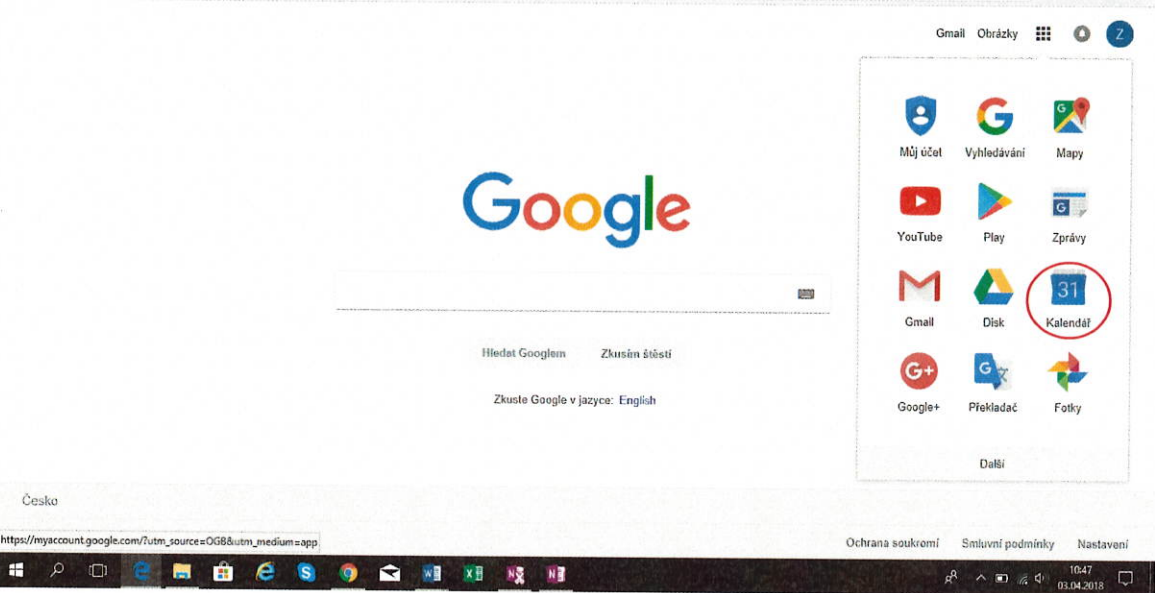 Gmail Obrázky Z
Můj účet Vyhledávání Mapy
YouTube Play Zprávy
31
Gmail Disk Kalendář
G+ G
Google+ Překladač Fotky
Další
Google
Hledat Googlem Zkusím štěstí
Zkuste Google v jazyce: English
Česko
https://myaccount.google.com/?utm_source=OGB&utm_medium=app
Ochrana soukromí Smluvní podmínky Nastavení
10:47
03.04.2018